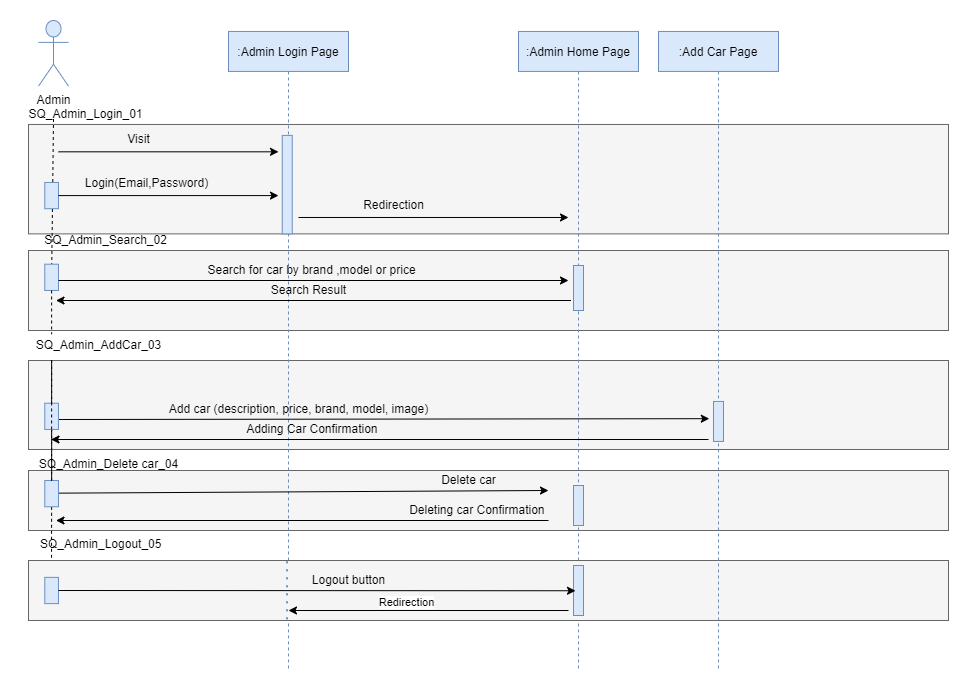 :Admin Login Page
:Admin Home Page
:Add Car Page
Admin
SQ_Admin_Login_01
Visit
Login(Email,Password)
Redirection
SQ_Admin_Search_02
Search for car by brand ,model or price
Search Result
SQ_Admin_AddCar_03
Add car (description, price, brand, model, image)
Adding Car Confirmation
SQ_Admin_Delete car_04
Delete car
Deleting car Confirmation
SQ_Admin_Logout_05
Logout button
Redirection